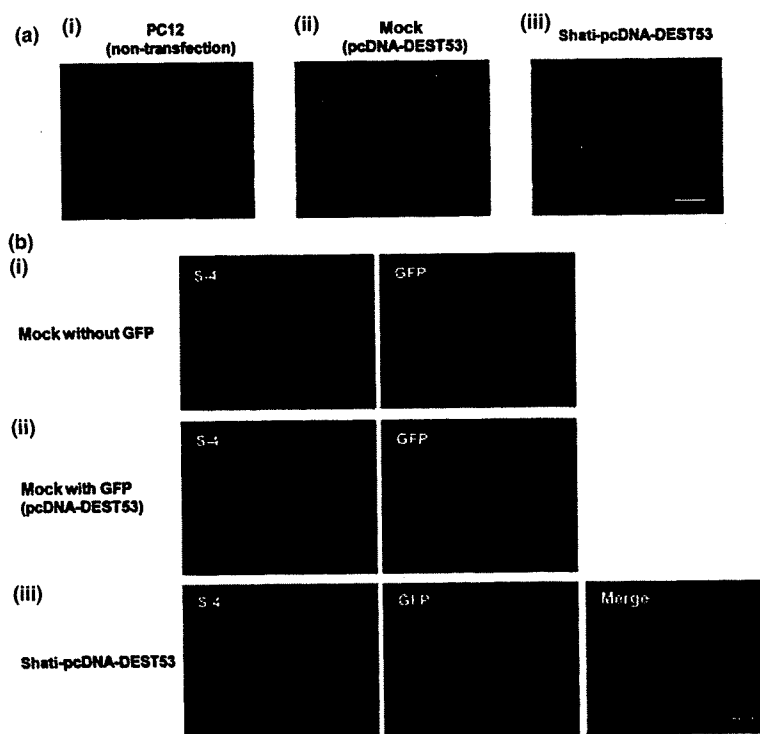 (a)
(i)
PC12
(non-transfection)
(ii)
Mock
(pcDNA-DEST53)
(iii)
Shati-pcDNA-DEST53
(b)
(i)
Mock without GFP
S-4
GFP
(ii)
Mock with GFP
(pcDNA-DEST53)
S-4
GFP
(iii)
Shati-pcDNA-DEST53
S-4
GFP
Merge